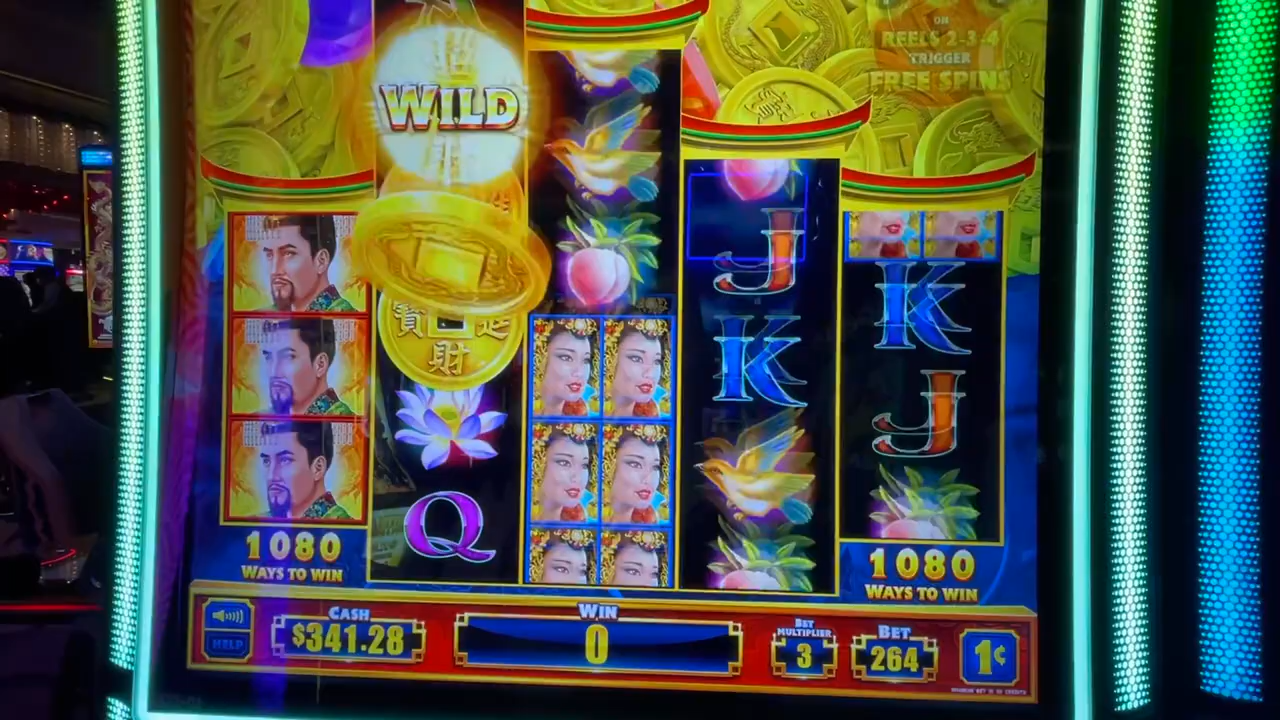 ON
REELS 2-3-4
TRIGGER
FREE SPINS
WILD
J
K
K
J
財
Q
1080
WAYS TO WIN
1080
WAYS TO WIN
CASH
$341.28
HELP
WIN
0
BET
MULTIPLIER
3
BET
264
1¢